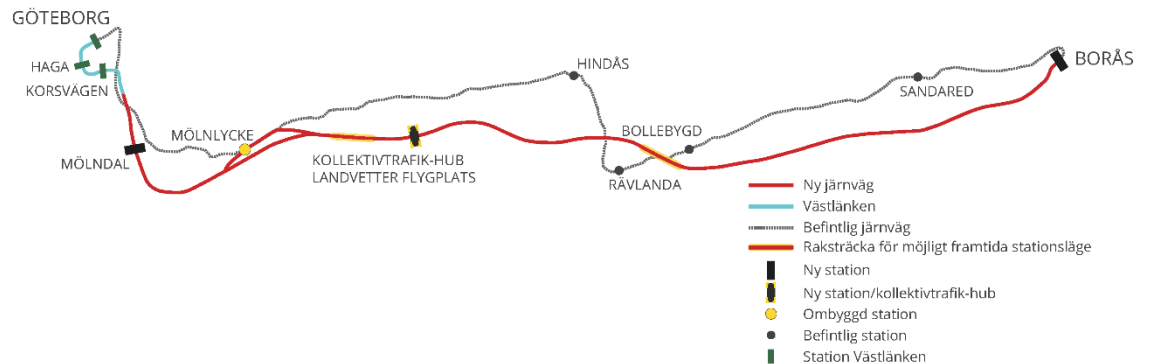 GÖTEBORG
HAGA
KORSVÄGEN
MÖLNDAL
MÖLNLYCKE
KOLLEKTIVTRAFIK-HUB
LANDVETTER FLYGPLATS
HINDÅS
RÄVLANDA
BOLLEBYGD
SANDARED
BORÅS
Ny järnväg
Västlänken
Befintlig järnväg
Raksträcka för möjligt framtida stationsläge
Ny station
Ny station/kollektivtrafik-hub
Ombyggd station
Befintlig station
Station Västlänken